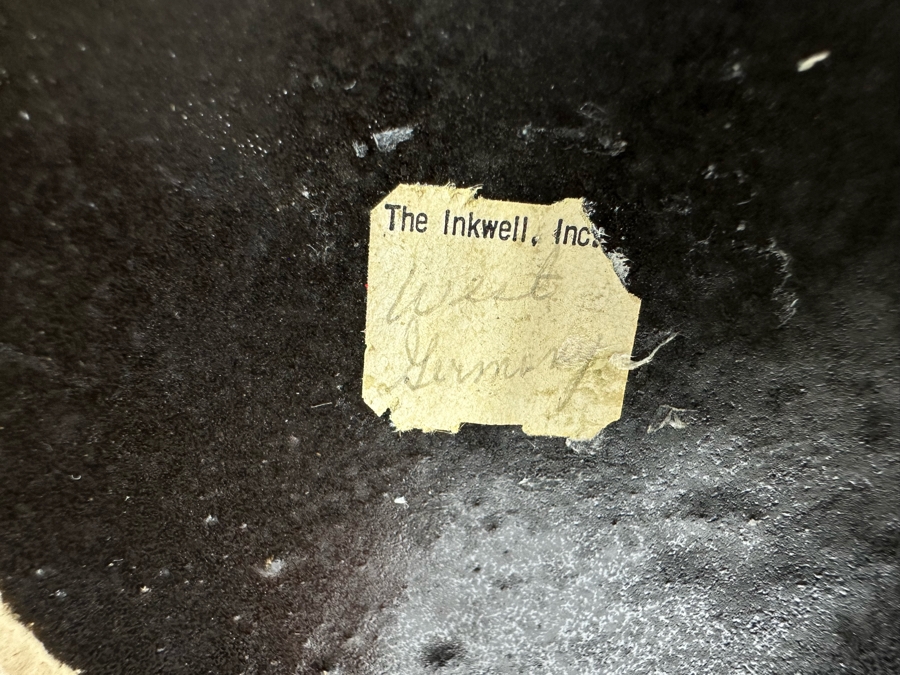 The Inkwell, Inc.
West
Germany